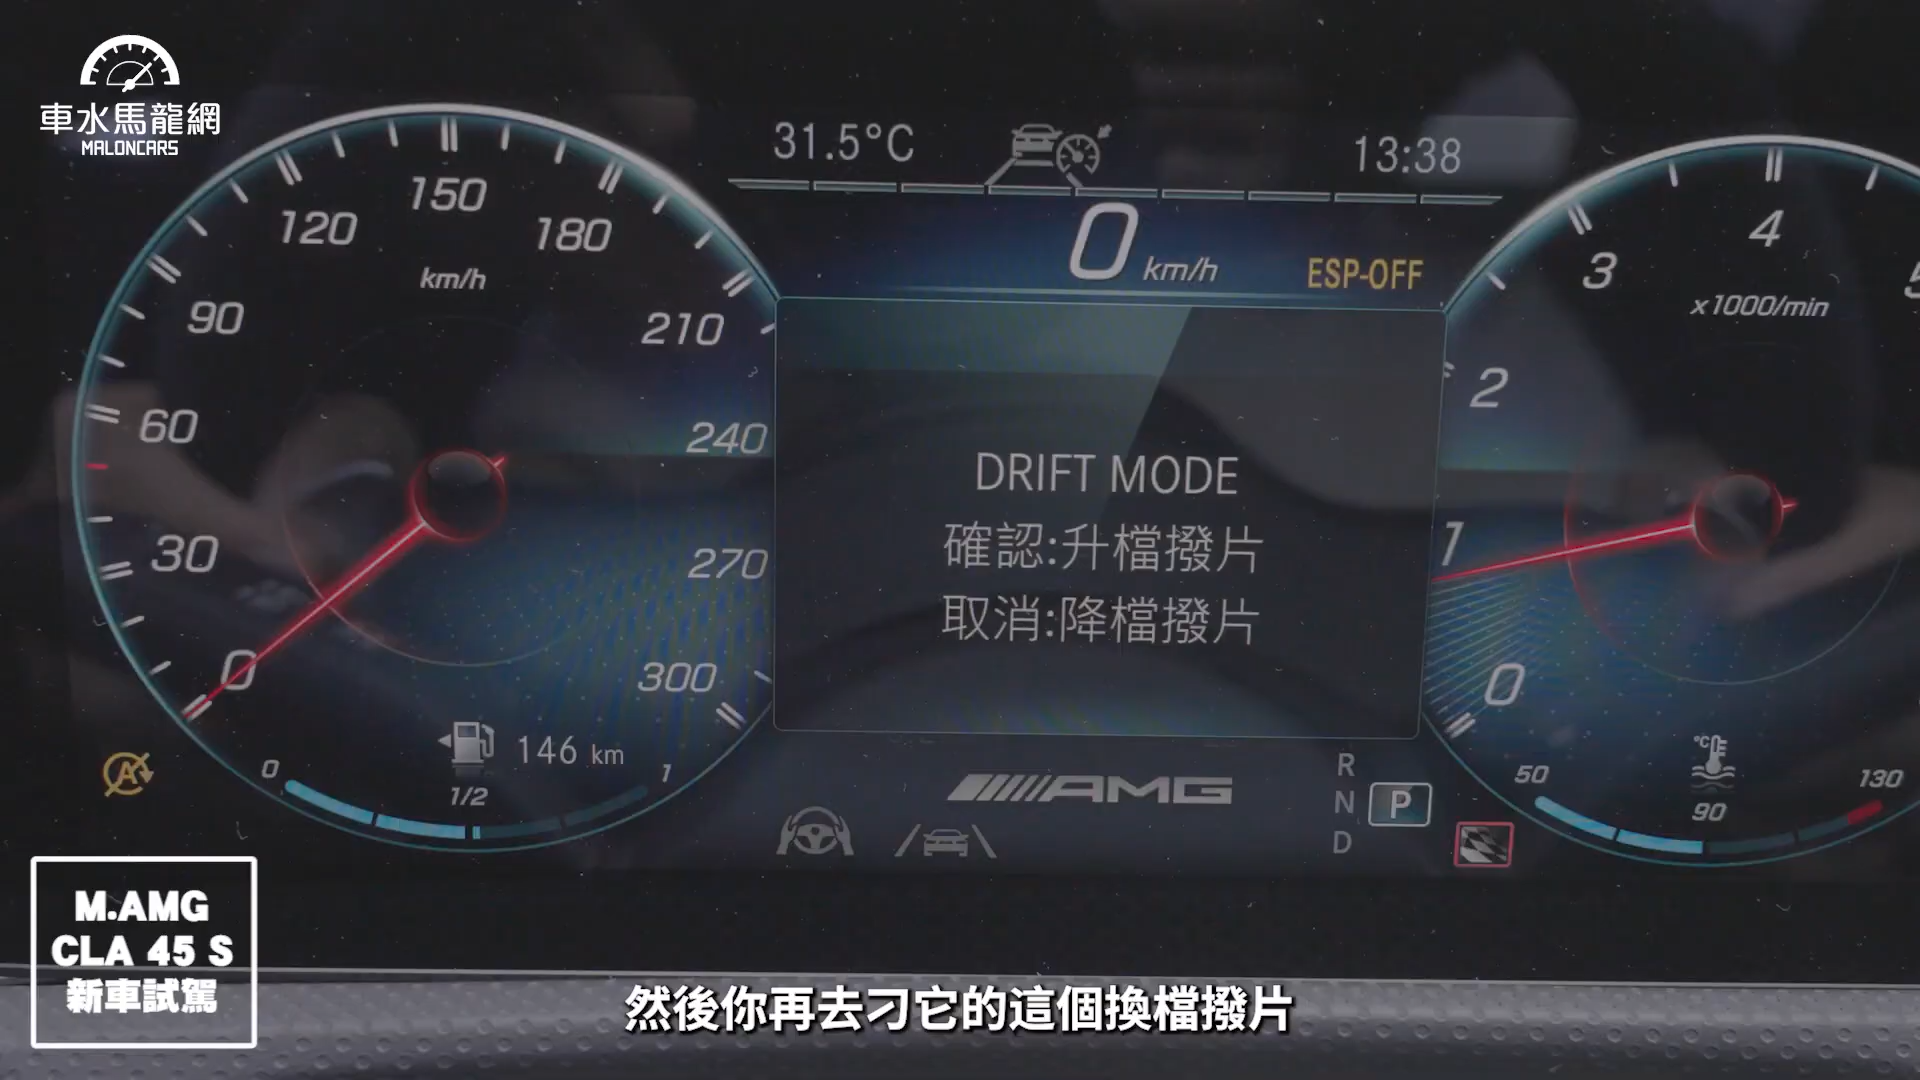 車水馬龍網
MALONCARS
31.5°C
13:38
0 km/h
ESP-OFF
150
120
180
km/h
90
210
60
240
30
270
0
300
4
3
5
x1000/min
2
1
0
DRIFT MODE
確認:升檔撥片
取消:降檔撥片
146 km
0
1/2
1
AMG
R
N
P
D
°C
50
130
90
A
M.AMG
CLA 45 S
新車試駕
然後你再去刁它的這個換檔撥片